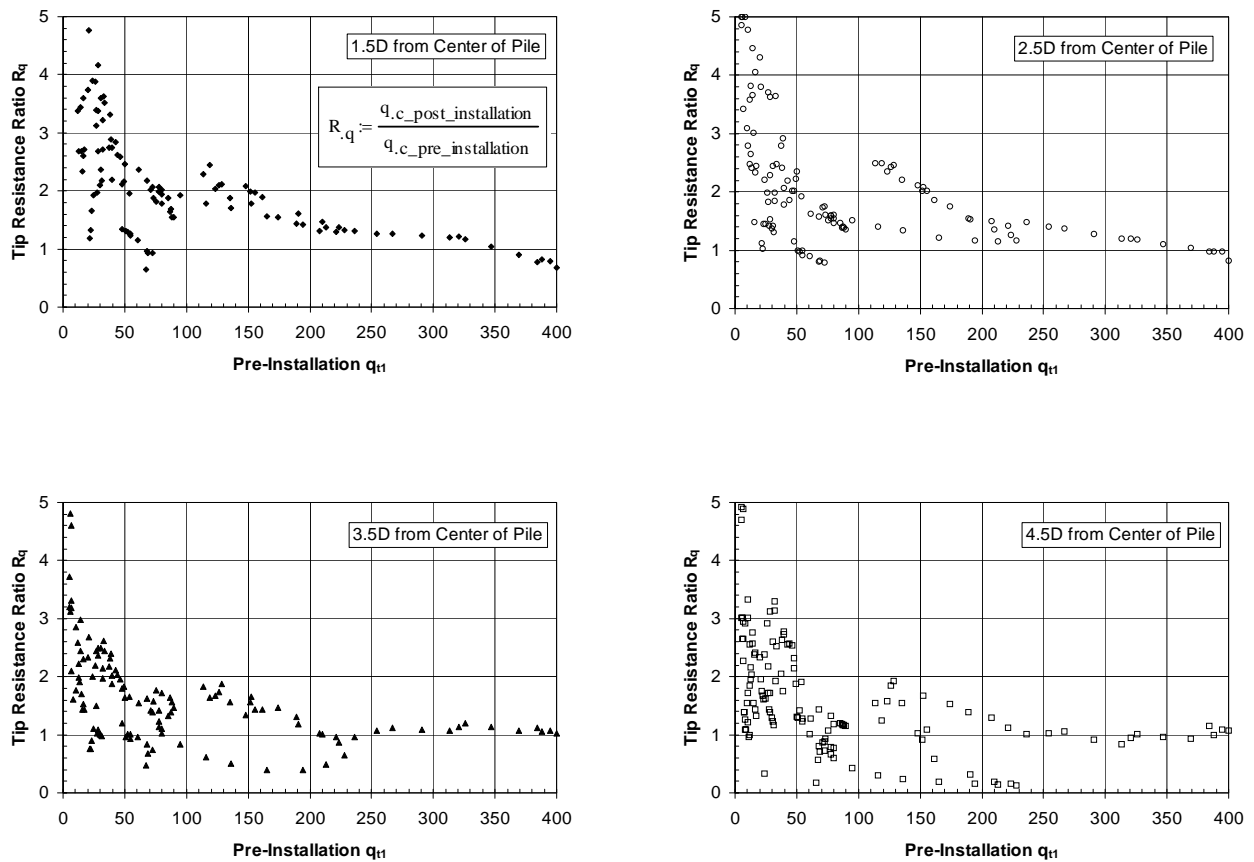 5
4
3
2
1
0
Tip Resistance Ratio Rq
1.5D from Center of Pile
R.q := q.c_post_installation
q.c_pre_installation
0 50 100 150 200 250 300 350 400
Pre-Installation qt1
5
4
3
2
1
0
Tip Resistance Ratio Rq
2.5D from Center of Pile
0 50 100 150 200 250 300 350 400
Pre-Installation qt1
5
4
3
2
1
0
Tip Resistance Ratio Rq
3.5D from Center of Pile
0 50 100 150 200 250 300 350 400
Pre-Installation qt1
5
4
3
2
1
0
Tip Resistance Ratio Rq
4.5D from Center of Pile
0 50 100 150 200 250 300 350 400
Pre-Installation qt1